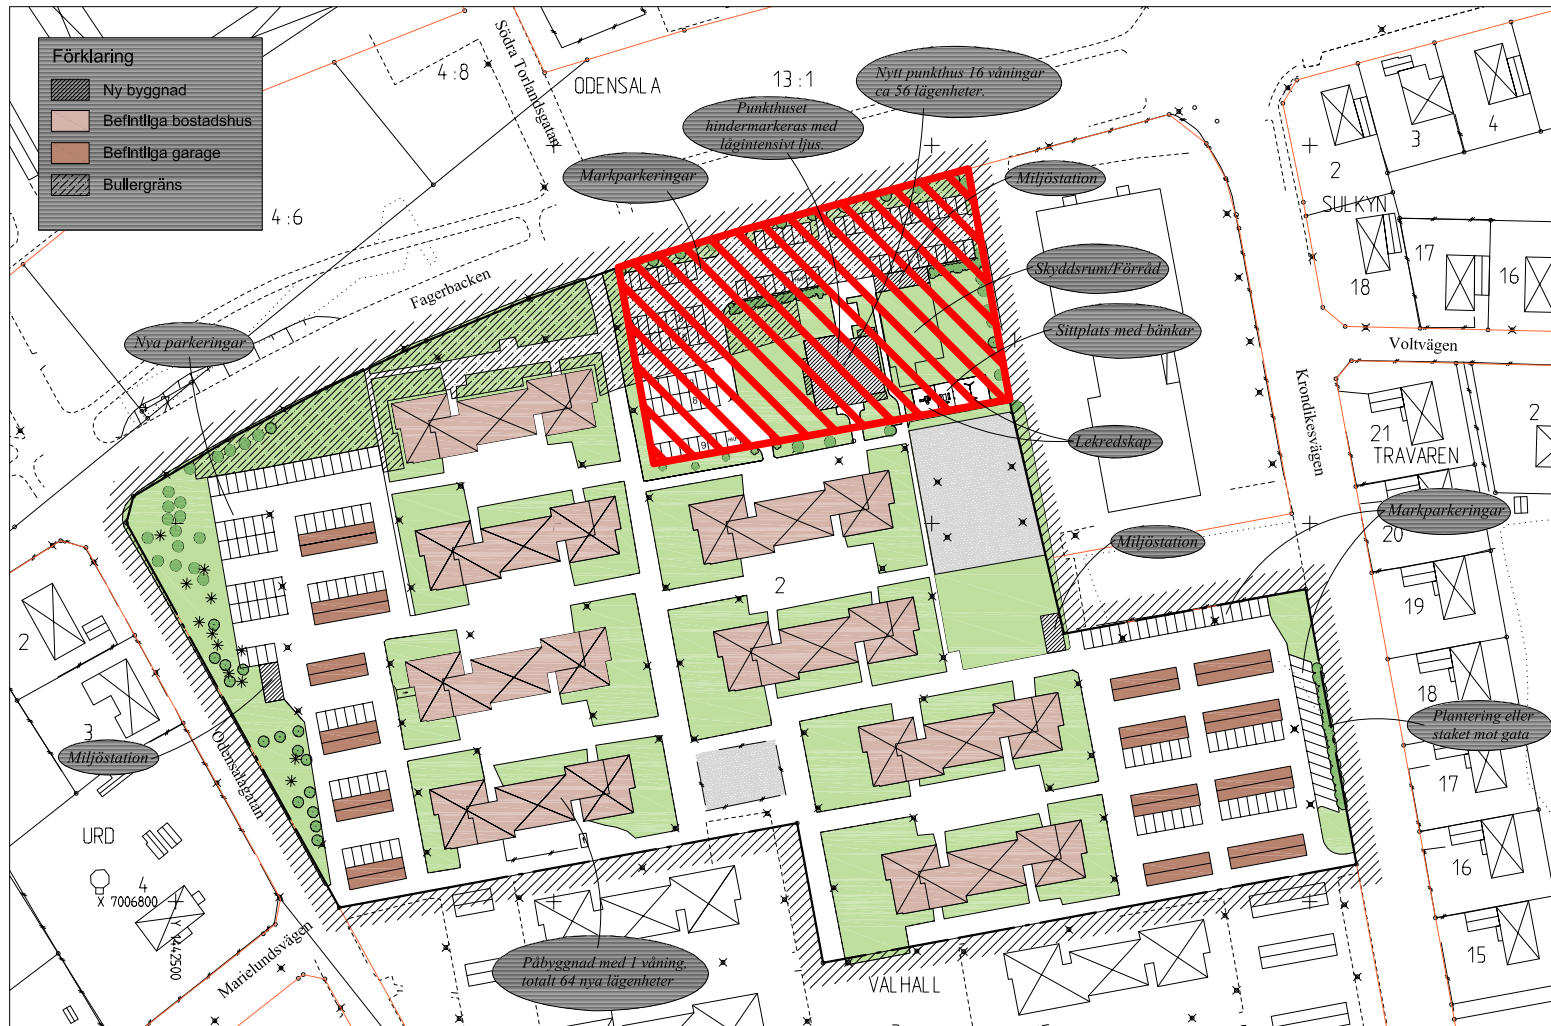 Förklaring
Ny byggnad
Befintliga bostadshus
Befintliga garage
Bullergräns
4:8
Södra Torlandsgatan
ODENSALA
13:1
Nytt punkthus 16 våningar
ca 56 lägenheter.
Punkthuset
hindermarkeras med
lågintensivt ljus.
Markparkeringar
Miljöstation
4:6
Fagerbacken
Nya parkeringar
Skyddsrum/Förråd
Sittplats med bänkar
Lekredskap
2
3
4
SULKYN
17
18
16
Voltvägen
Krondikesvägen
21
TRAVAREN
2
Markparkeringar
20
Miljöstation
19
18
Plantering eller
staket mot gata
17
16
15
2
2
3
Miljöstation
Odensalagatan
URD
4
X 7006800
Y 1442500
Marielundsvägen
8
9
Påbyggnad med 1 våning,
totalt 64 nya lägenheter
VALHALL